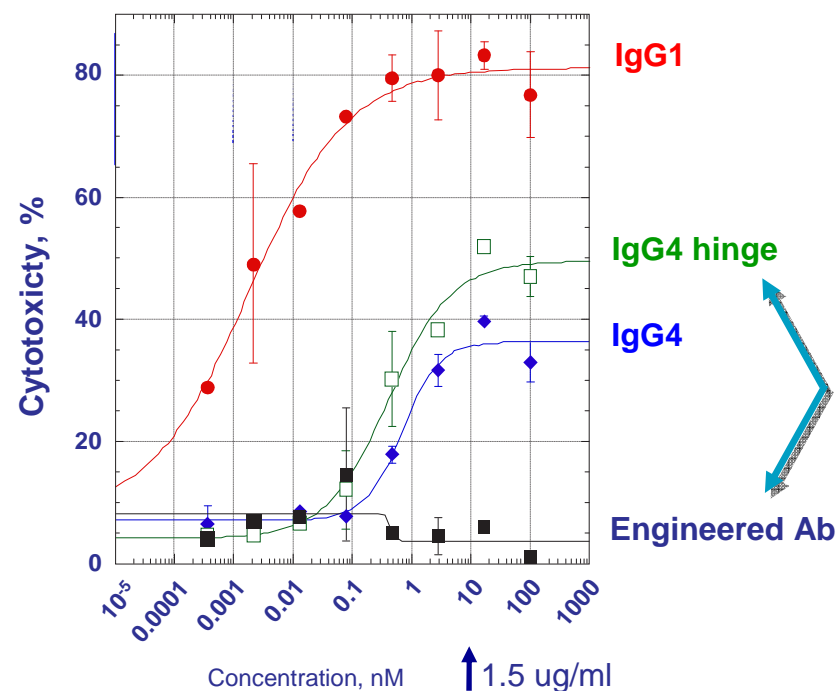 80
60
40
20
0
Cytotoxicty, %
10⁻⁵
0.0001
0.001
0.01
0.1
1
10
100
1000
Concentration, nM
1.5 ug/ml
IgG1
IgG4 hinge
IgG4
Engineered Ab